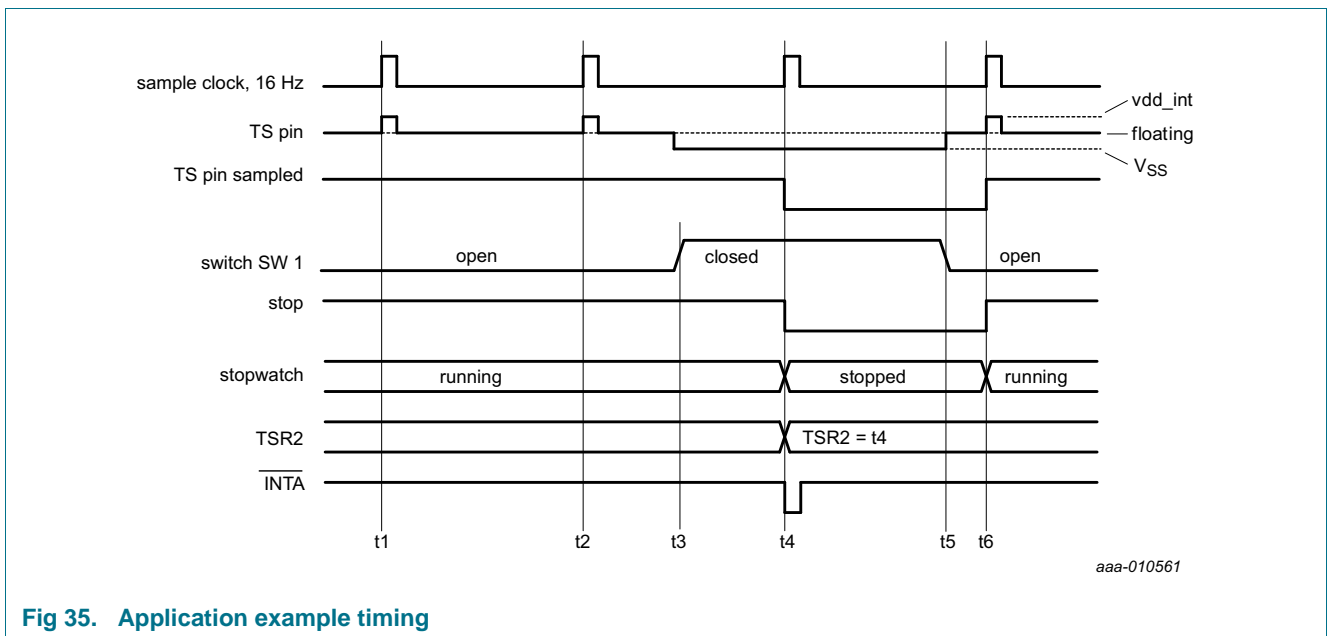 sample clock, 16 Hz
vdd_int
TS pin
floating
VSS
TS pin sampled
switch SW 1
open
closed
open
stop
stopwatch
running
stopped
running
TSR2
TSR2 = t4
INTA
t1
t2
t3
t4
t5
t6
aaa-010561
Fig 35. Application example timing